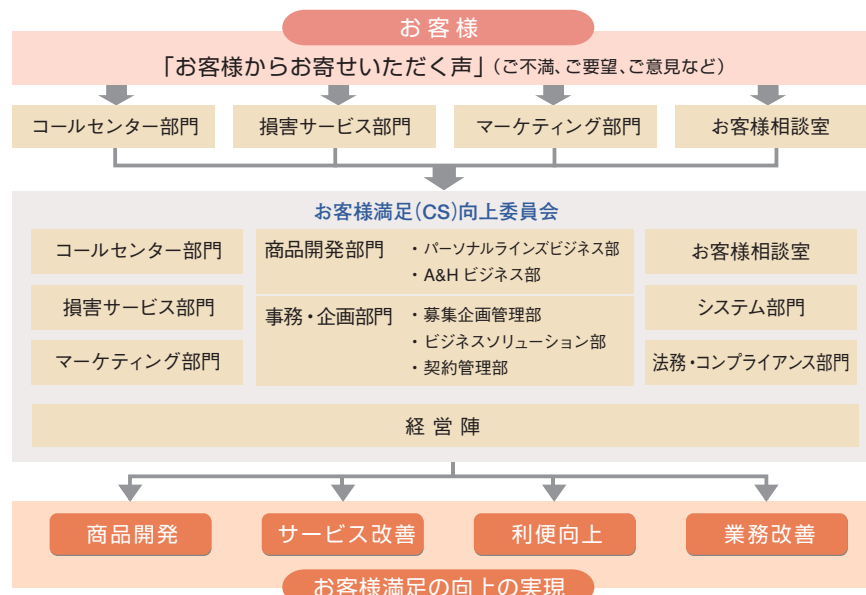 お客様
「お客様からお寄せいただく声」(ご不満、ご要望、ご意見など)
コールセンター部門
損害サービス部門
マーケティング部門
お客様相談室
お客様満足(CS)向上委員会
コールセンター部門
損害サービス部門
マーケティング部門
商品開発部門
・パーソナルラインズビジネス部
・A&H ビジネス部
事務・企画部門
・募集企画管理部
・ビジネスソリューション部
・契約管理部
お客様相談室
システム部門
法務・コンプライアンス部門
経営陣
商品開発
サービス改善
利便向上
業務改善
お客様満足の向上の実現